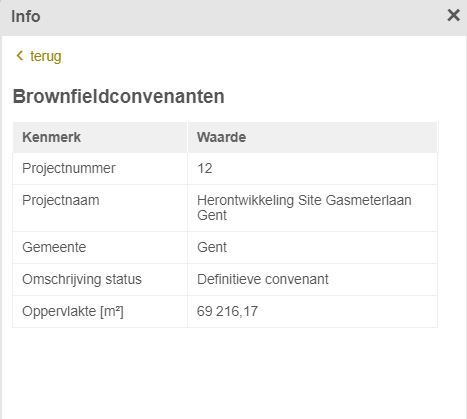 Info
terug
Brownfieldconvenanten
Kenmerk Waarde
Projectnummer 12
Projectnaam Herontwikkeling Site Gasmeterlaan
Gent
Gemeente Gent
Omschrijving status Definitieve convenant
Oppervlakte [m²] 69 216,17